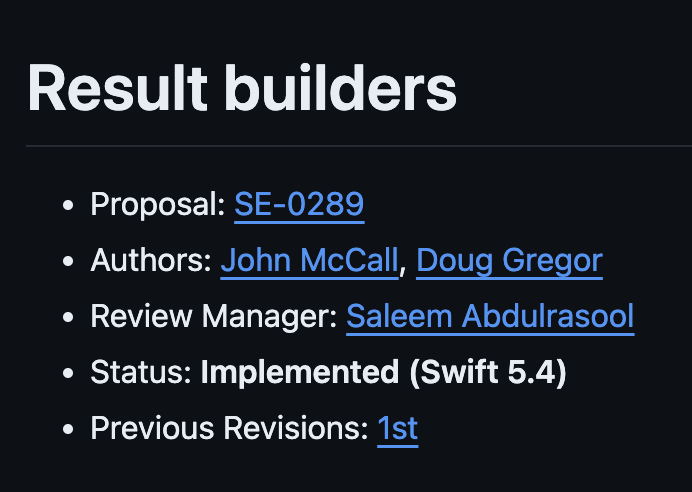 Result builders
• Proposal: SE-0289
• Authors: John McCall, Doug Gregor
• Review Manager: Saleem Abdulrasool
• Status: Implemented (Swift 5.4)
• Previous Revisions: 1st